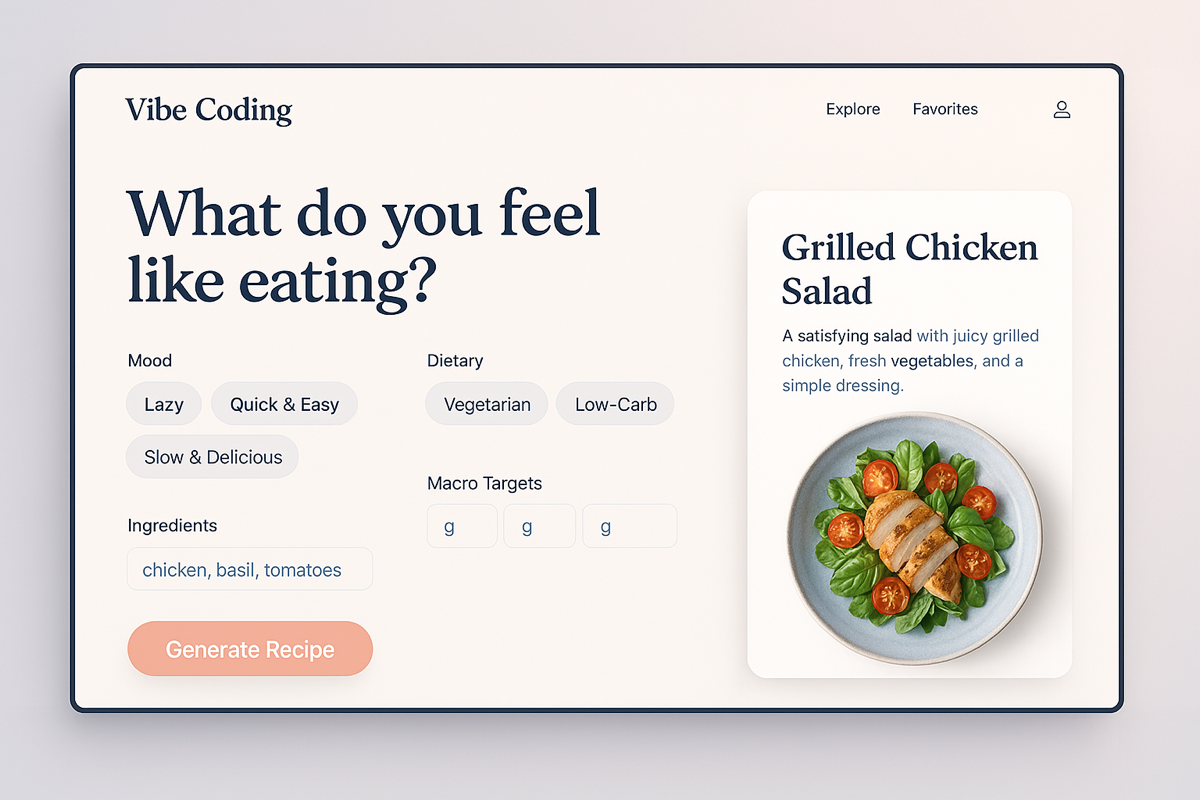 Vibe Coding
Explore
Favorites
What do you feel
like eating?
Mood
Lazy
Quick & Easy
Slow & Delicious
Ingredients
chicken, basil, tomatoes
Generate Recipe
Dietary
Vegetarian
Low-Carb
Macro Targets
g
g
g
Grilled Chicken
Salad
A satisfying salad with juicy grilled
chicken, fresh vegetables, and a
simple dressing.